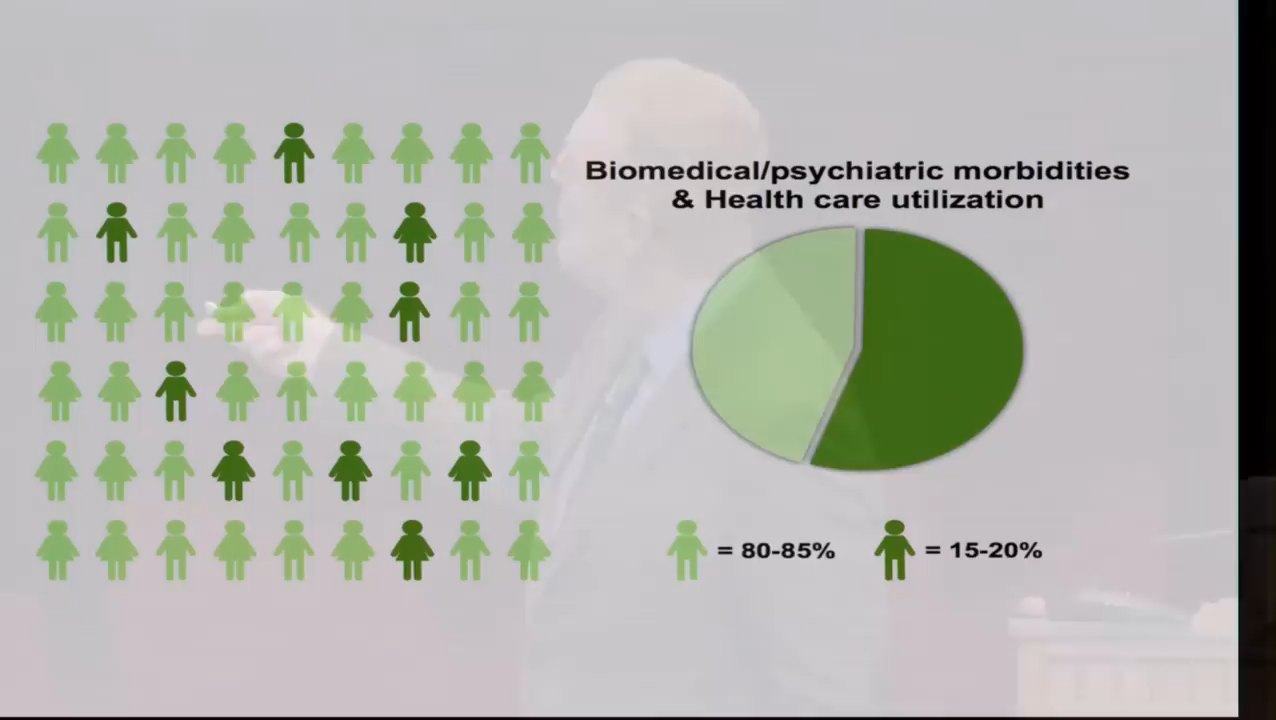 Biomedical/psychiatric morbidities
& Health care utilization
= 80-85%
= 15-20%